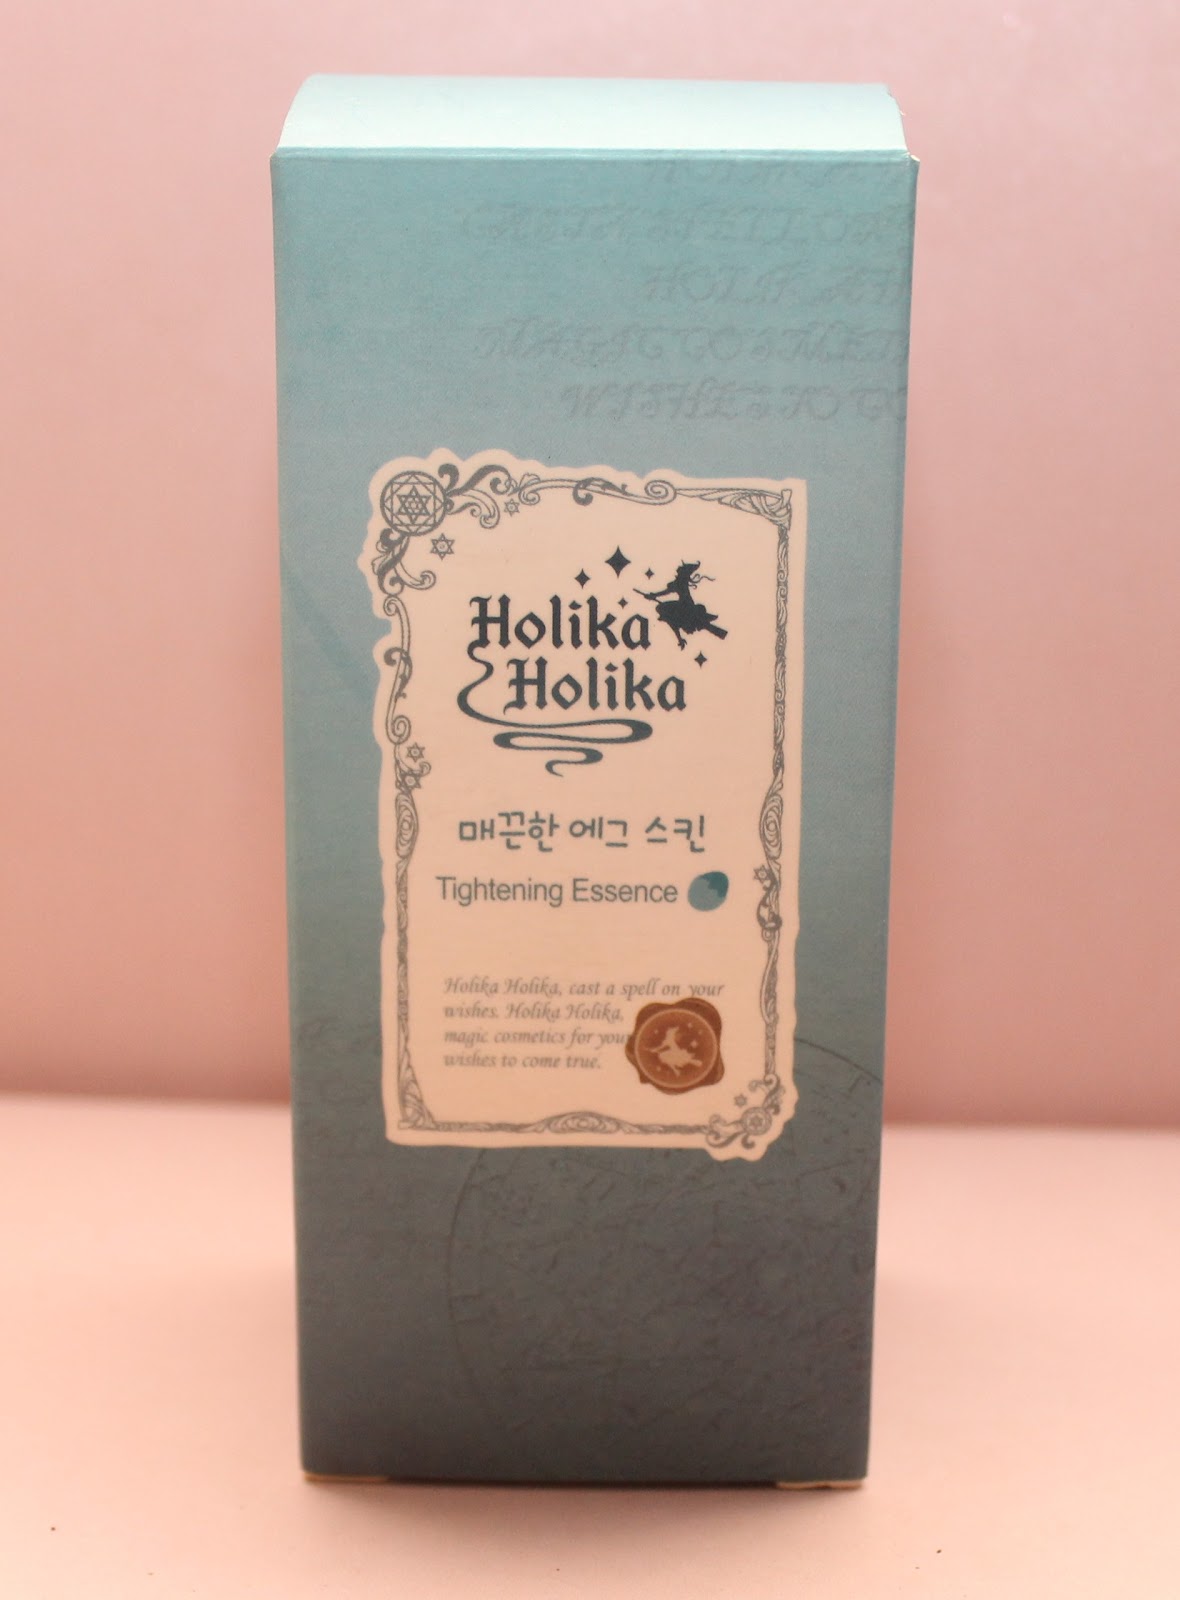 Holika
Holika
매끈한 에그 스킨
Tightening Essence
Holika Holika, cast a spell on your
wishes. Holika Holika,
magic cosmetics for your
wishes to come true.